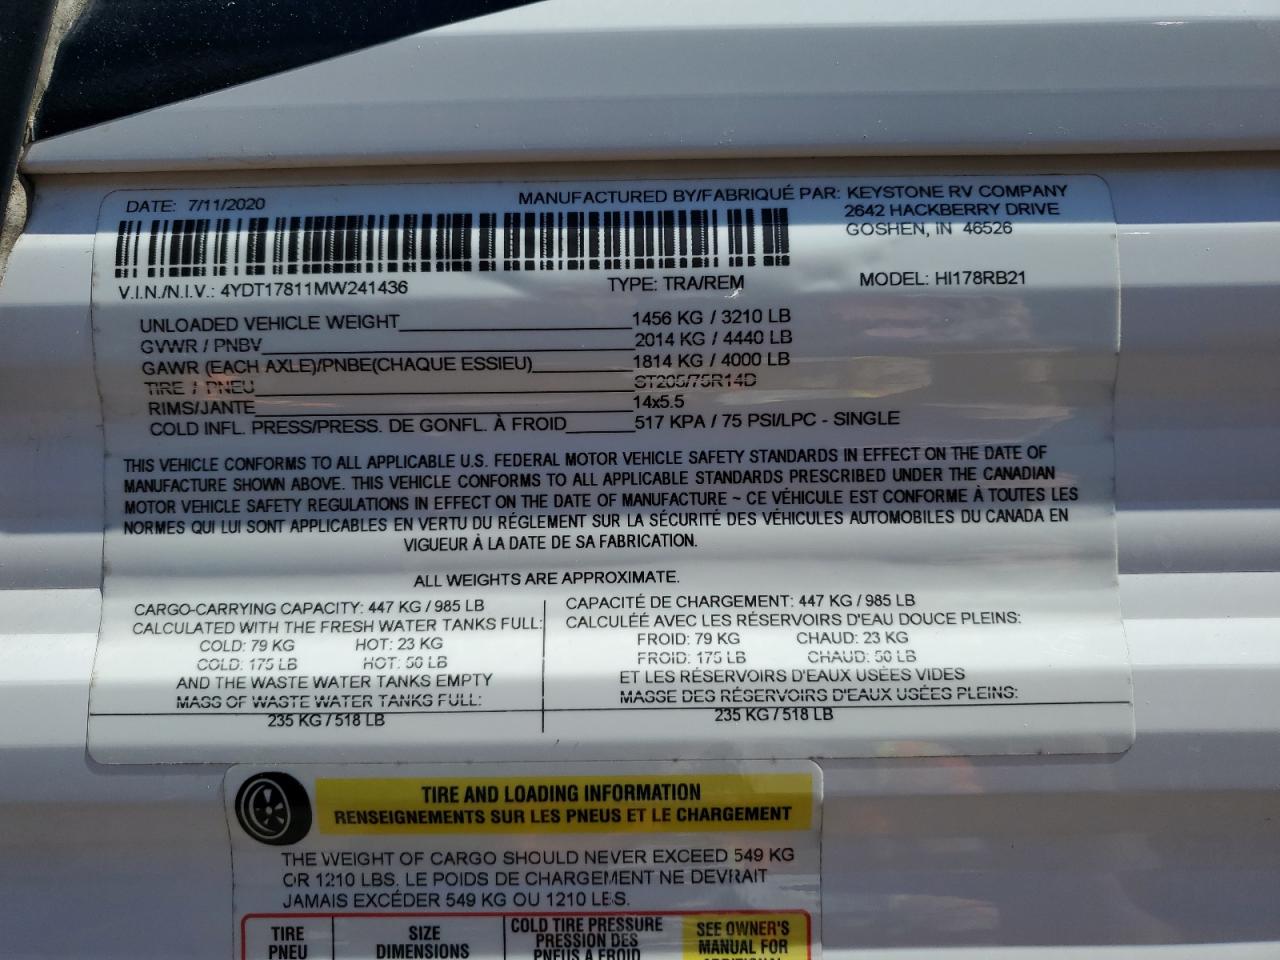 DATE: 7/11/2020
MANUFACTURED BY/FABRIQUÉ PAR: KEYSTONE RV COMPANY
2642 HACKBERRY DRIVE
GOSHEN, IN 46526
V.I.N./N.I.V.: 4YDT17811MW241436
TYPE: TRA/REM
MODEL: HI178RB21
UNLOADED VEHICLE WEIGHT 1456 KG / 3210 LB
GVWR / PNBV 2014 KG / 4440 LB
GAWR (EACH AXLE)/PNBE(CHAQUE ESSIEU) 1814 KG / 4000 LB
TIRE / PNEU ST205/75R14D
RIMS/JANTE 14x5.5
COLD INFL. PRESS/PRESS. DE GONFL. À FROID 517 KPA / 75 PSI/LPC - SINGLE
THIS VEHICLE CONFORMS TO ALL APPLICABLE U.S. FEDERAL MOTOR VEHICLE SAFETY STANDARDS IN EFFECT ON THE DATE OF
MANUFACTURE SHOWN ABOVE. THIS VEHICLE CONFORMS TO ALL APPLICABLE STANDARDS PRESCRIBED UNDER THE CANADIAN
MOTOR VEHICLE SAFETY REGULATIONS IN EFFECT ON THE DATE OF MANUFACTURE ~ CE VÉHICULE EST CONFORME À TOUTES LES
NORMES QUI LUI SONT APPLICABLES EN VERTU DU RÉGLEMENT SUR LA SÉCURITÉ DES VÉHICULES AUTOMOBILES DU CANADA EN
VIGUEUR À LA DATE DE SA FABRICATION.
ALL WEIGHTS ARE APPROXIMATE.
CARGO-CARRYING CAPACITY: 447 KG / 985 LB
CALCULATED WITH THE FRESH WATER TANKS FULL:
COLD: 79 KG HOT: 23 KG
COLD: 175 LB HOT: 50 LB
AND THE WASTE WATER TANKS EMPTY
MASS OF WASTE WATER TANKS FULL:
235 KG / 518 LB
CAPACITÉ DE CHARGEMENT: 447 KG / 985 LB
CALCULÉE AVEC LES RÉSERVOIRS D'EAU DOUCE PLEINS:
FROID: 79 KG CHAUD: 23 KG
FROID: 175 LB CHAUD: 50 LB
ET LES RÉSERVOIRS D'EAUX USÉES VIDES
MASSE DES RÉSERVOIRS D'EAUX USÉES PLEINS:
235 KG / 518 LB
TIRE AND LOADING INFORMATION
RENSEIGNEMENTS SUR LES PNEUS ET LE CHARGEMENT
THE WEIGHT OF CARGO SHOULD NEVER EXCEED 549 KG
OR 1210 LBS. LE POIDS DE CHARGEMENT NE DEVRAIT
JAMAIS EXCÉDER 549 KG OU 1210 LBS.
TIRE
PNEU
SIZE
DIMENSIONS
COLD TIRE PRESSURE
PRESSION DES
PNEUS A FROID
SEE OWNER'S
MANUAL FOR
ADDITIONAL